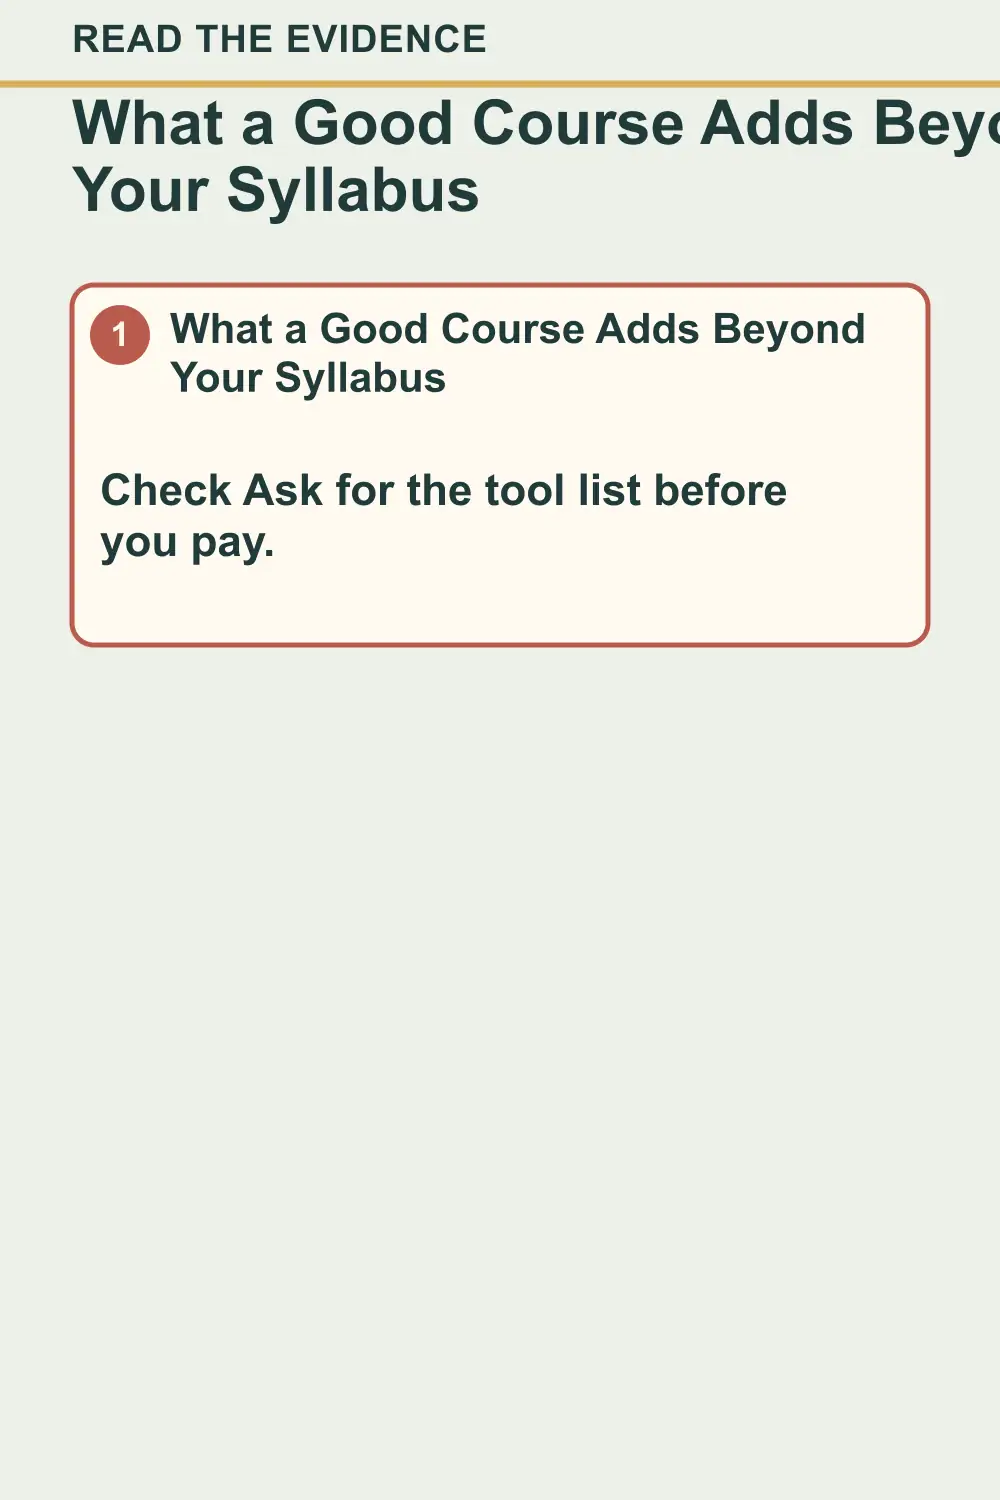 READ THE EVIDENCE
What a Good Course Adds Beyo
Your Syllabus
1
What a Good Course Adds Beyond
Your Syllabus
Check Ask for the tool list before
you pay.